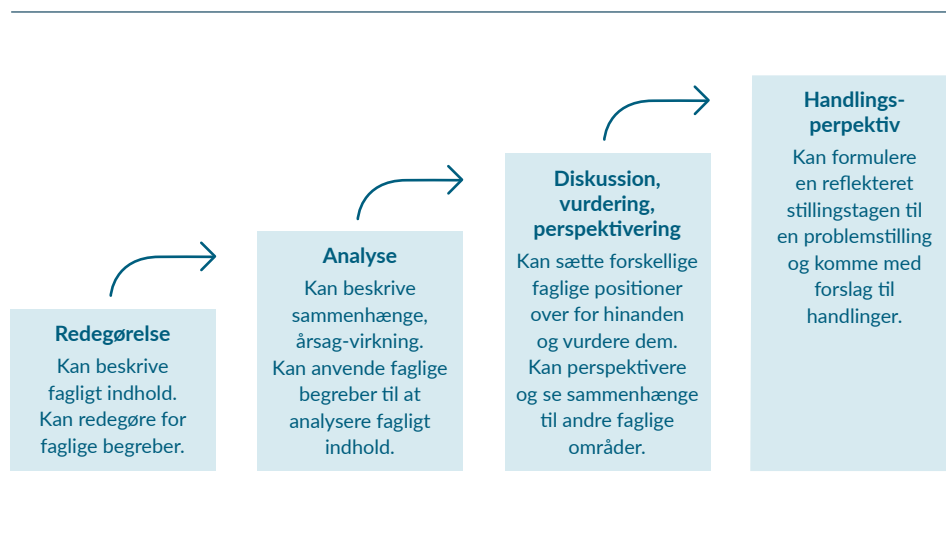 Redegørelse
Kan beskrive
fagligt indhold.
Kan redegøre for
faglige begreber.
Analyse
Kan beskrive
sammenhænge,
årsag-virkning.
Kan anvende faglige
begreber til at
analysere fagligt
indhold.
Diskussion,
vurdering,
perspektivering
Kan sætte forskellige
faglige positioner
over for hinanden
og vurdere dem.
Kan perspektivere
og se sammenhænge
til andre faglige
områder.
Handlings-
perpektiv
Kan formulere
en reflekteret
stillingstagen til
en problemstilling
og komme med
forslag til
handlinger.